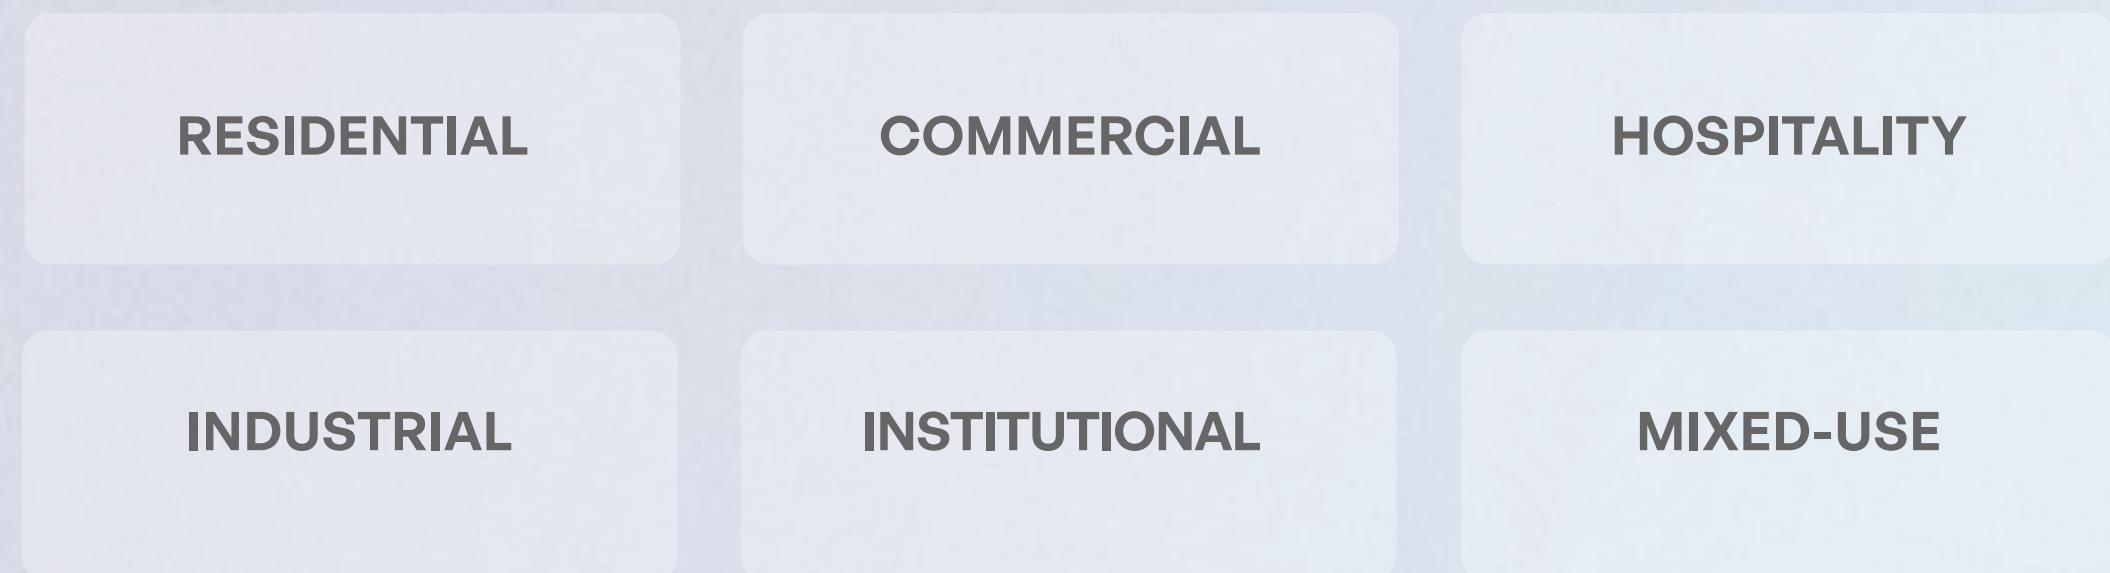 RESIDENTIAL
COMMERCIAL
HOSPITALITY
INDUSTRIAL
INSTITUTIONAL
MIXED-USE